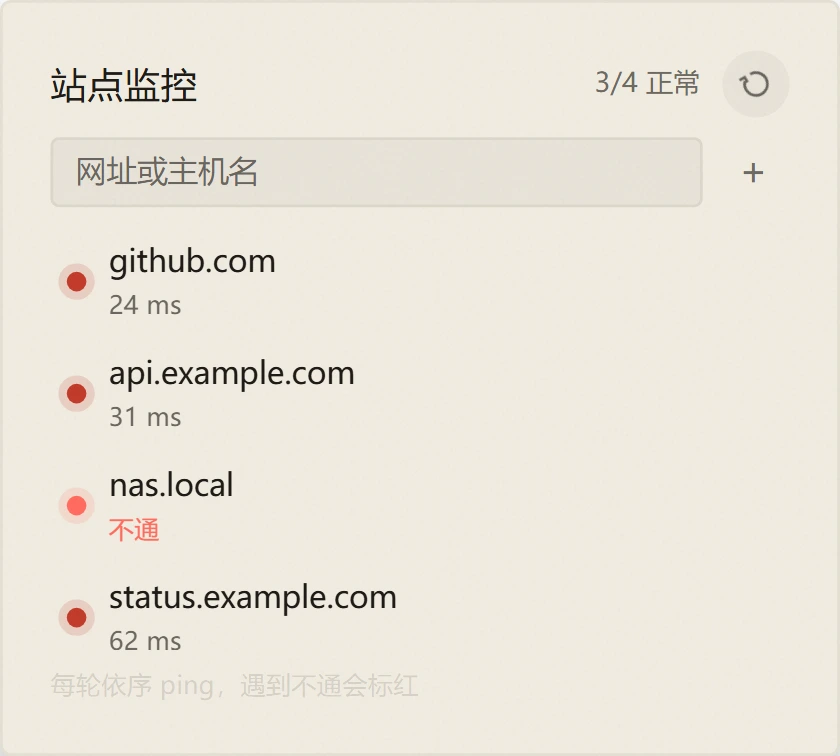 站点监控
3/4 正常
网址或主机名
+
github.com
24 ms
api.example.com
31 ms
nas.local
不通
status.example.com
62 ms
每轮依序 ping，遇到不通会标红